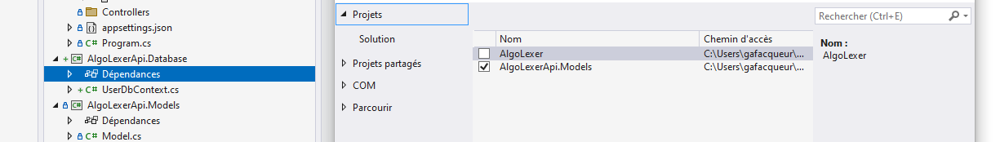 Controllers
appsettings.json
C# Program.cs
+ C# AlgoLexerApi.Database
Dépendances
+ C# UserDbContext.cs
C# AlgoLexerApi.Models
Dépendances
C# Model.cs
Projets
Solution
Projets partagés
COM
Parcourir
Nom Chemin d'accès
AlgoLexer C:\Users\gafacqueur\...
AlgoLexerApi.Models C:\Users\gafacqueur\...
Rechercher (Ctrl+E)
Nom :
AlgoLexer